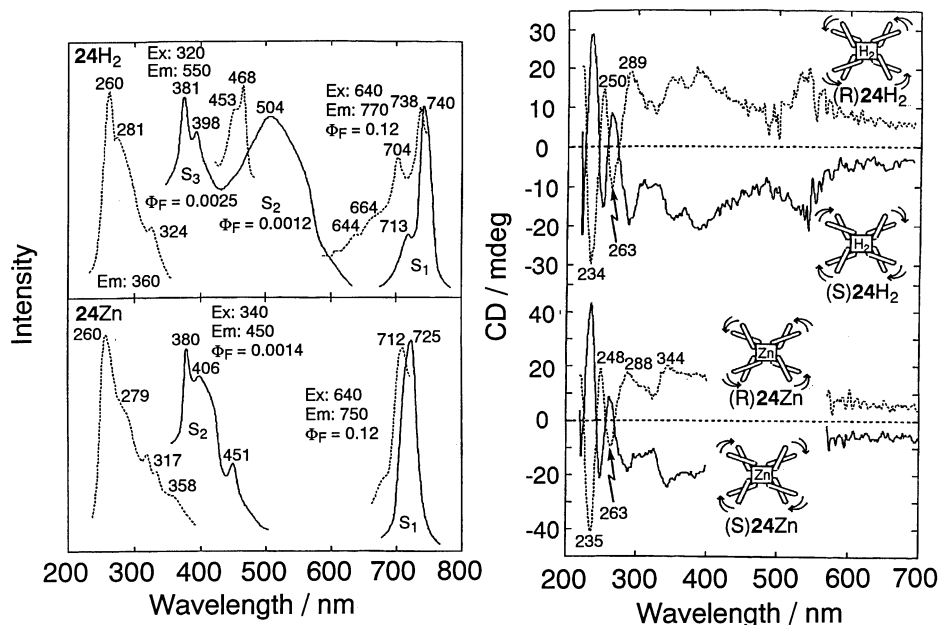 24H2
Ex: 320
Em: 550
260
381
468
453
504
Ex: 640
Em: 770
ΦF = 0.12
738
740
281
398
704
S3
ΦF = 0.0025
S2
ΦF = 0.0012
664
644
713
324
S1
Em: 360
24Zn
Ex: 340
Em: 450
ΦF = 0.0014
260
380
406
712
725
279
Ex: 640
Em: 750
ΦF = 0.12
S2
317
451
358
S1
Intensity
200 300 400 500 600 700 800
Wavelength / nm
30
20
10
0
-10
-20
-30
40
20
0
-20
-40
CD / mdeg
250
289
H2
(R)24H2
263
234
H2
(S)24H2
248
288
344
Zn
(R)24Zn
263
235
Zn
(S)24Zn
200 300 400 500 600 700
Wavelength / nm